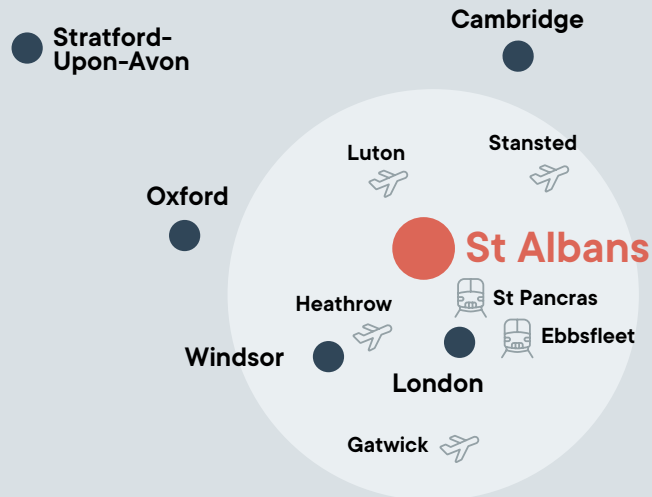 Cambridge
Stratford-
Upon-Avon
Stansted
Luton
Oxford
St Albans
St Pancras
Heathrow
Ebbsfleet
Windsor
London
Gatwick